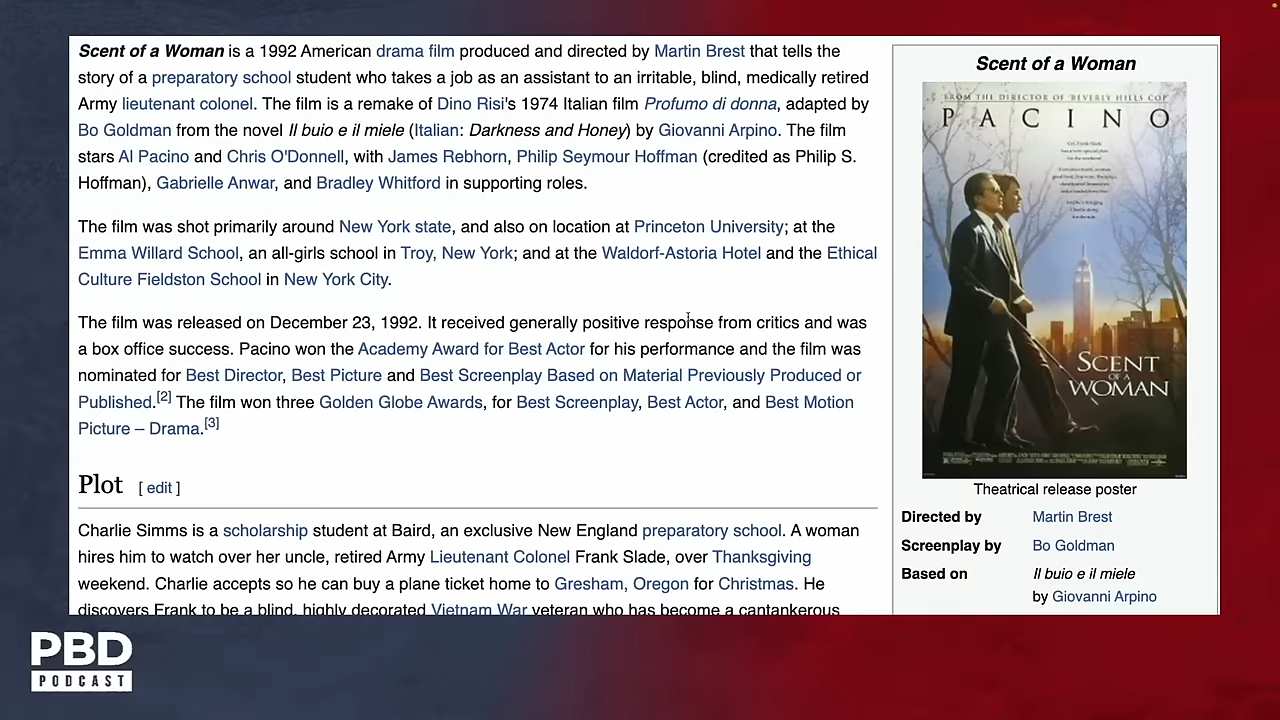 Scent of a Woman is a 1992 American drama film produced and directed by Martin Brest that tells the
story of a preparatory school student who takes a job as an assistant to an irritable, blind, medically retired
Army lieutenant colonel. The film is a remake of Dino Risi's 1974 Italian film Profumo di donna, adapted by
Bo Goldman from the novel Il buio e il miele (Italian: Darkness and Honey) by Giovanni Arpino. The film
stars Al Pacino and Chris O'Donnell, with James Rebhorn, Philip Seymour Hoffman (credited as Philip S.
Hoffman), Gabrielle Anwar, and Bradley Whitford in supporting roles.
The film was shot primarily around New York state, and also on location at Princeton University; at the
Emma Willard School, an all-girls school in Troy, New York; and at the Waldorf-Astoria Hotel and the Ethical
Culture Fieldston School in New York City.
The film was released on December 23, 1992. It received generally positive response from critics and was
a box office success. Pacino won the Academy Award for Best Actor for his performance and the film was
nominated for Best Director, Best Picture and Best Screenplay Based on Material Previously Produced or
Published.[2] The film won three Golden Globe Awards, for Best Screenplay, Best Actor, and Best Motion
Picture – Drama.[3]
Plot [ edit ]
Charlie Simms is a scholarship student at Baird, an exclusive New England preparatory school. A woman
hires him to watch over her uncle, retired Army Lieutenant Colonel Frank Slade, over Thanksgiving
weekend. Charlie accepts so he can buy a plane ticket home to Gresham, Oregon for Christmas. He
discovers Frank to be a blind, highly decorated Vietnam War veteran who has become a cantankerous
Scent of a Woman
FROM THE DIRECTOR OF 'BEVERLY HILLS COP'
PACINO
SCENT
OF A
WOMAN
Theatrical release poster
Directed by Martin Brest
Screenplay by Bo Goldman
Based on Il buio e il miele
by Giovanni Arpino
PBD
PODCAST